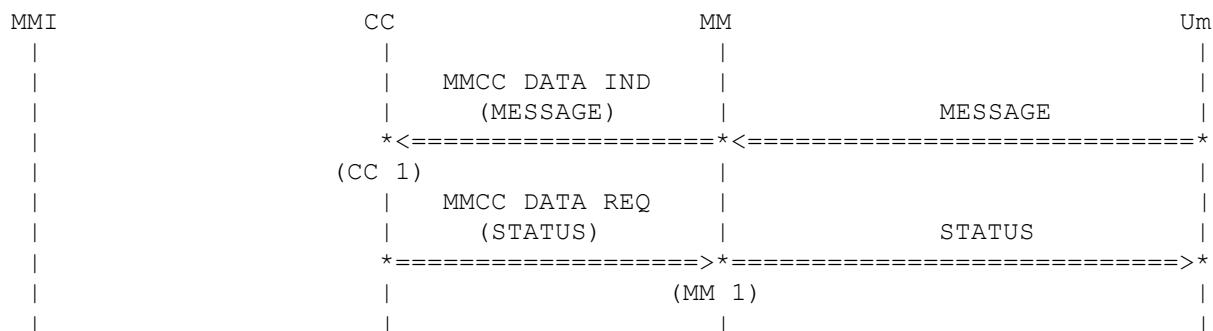 MMI CC MM Um
MMCC DATA IND
(MESSAGE) MESSAGE
(CC 1)
MMCC DATA REQ
(STATUS) STATUS
(MM 1)